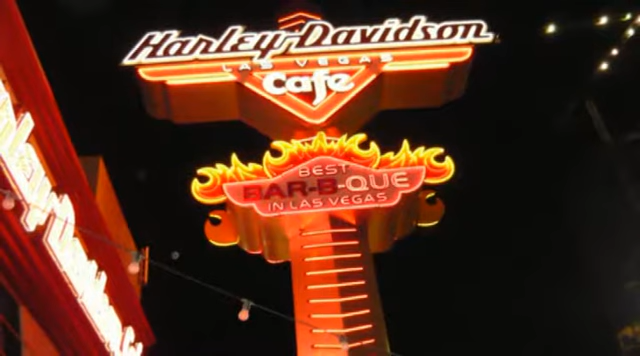 Harley-Davidson
LAS VEGAS
Cafe
BEST
BAR-B-QUE
IN LAS VEGAS